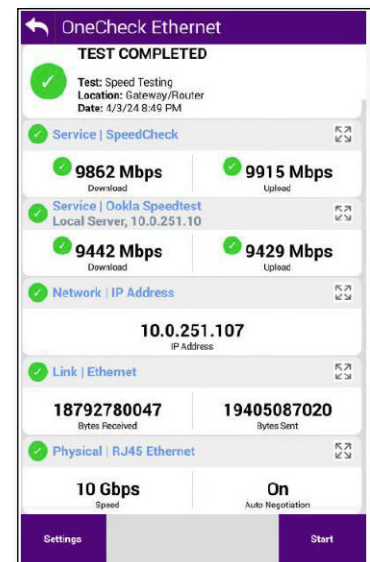 OneCheck Ethernet
TEST COMPLETED
Test: Speed Testing
Location: Gateway/Router
Date: 4/3/24 8:49 PM
Service | SpeedCheck
9862 Mbps 9915 Mbps
Download Upload
Service | Ookla Speedtest
Local Server, 10.0.251.10
9442 Mbps 9429 Mbps
Download Upload
Network | IP Address
10.0.251.107
IP Address
Link | Ethernet
18792780047 19405087020
Bytes Received Bytes Sent
Physical | RJ45 Ethernet
10 Gbps On
Speed Auto Negotiation
Settings Start